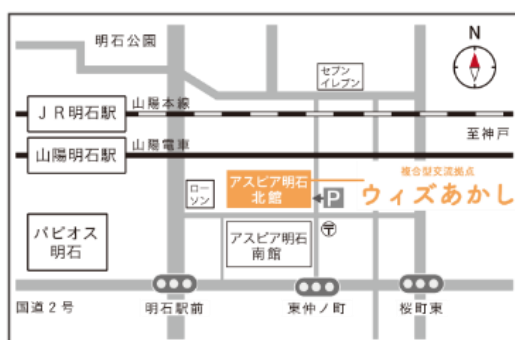 明石公園
N
セブン
イレブン
山陽本線
JR明石駅
至神戸
山陽電車
山陽明石駅
複合型交流拠点
ウィズあかし
アスピア明石
北館
P
ロー
ソン
パピオス
明石
アスピア明石
南館
〒
国道2号
明石駅前
東仲ノ町
桜町東